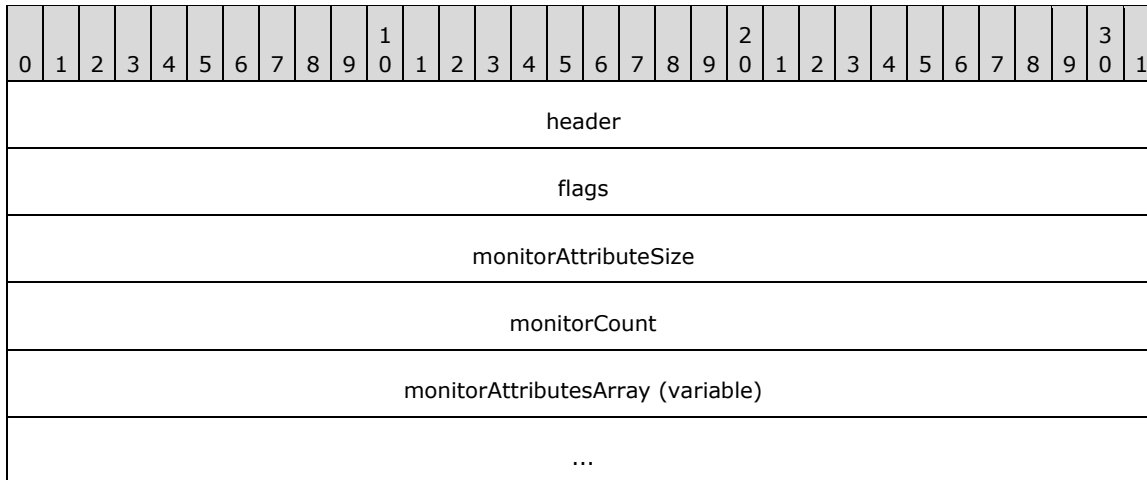 0 1 2 3 4 5 6 7 8 9 1 0 1 2 3 4 5 6 7 8 9 2 0 1 2 3 4 5 6 7 8 9 3 0 1
header
flags
monitorAttributeSize
monitorCount
monitorAttributesArray (variable)
...